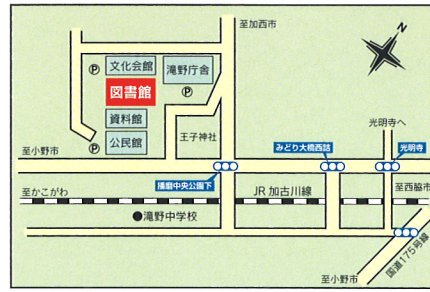 至加西市
N
文化会館
滝野庁舎
P
P
図書館
資料館
公民館
P
王子神社
光明寺へ
至小野市
みどり大橋西詰
光明寺
播磨中央公園下
至西脇市
至かこがわ
JR加古川線
●滝野中学校
国道175号線
至小野市